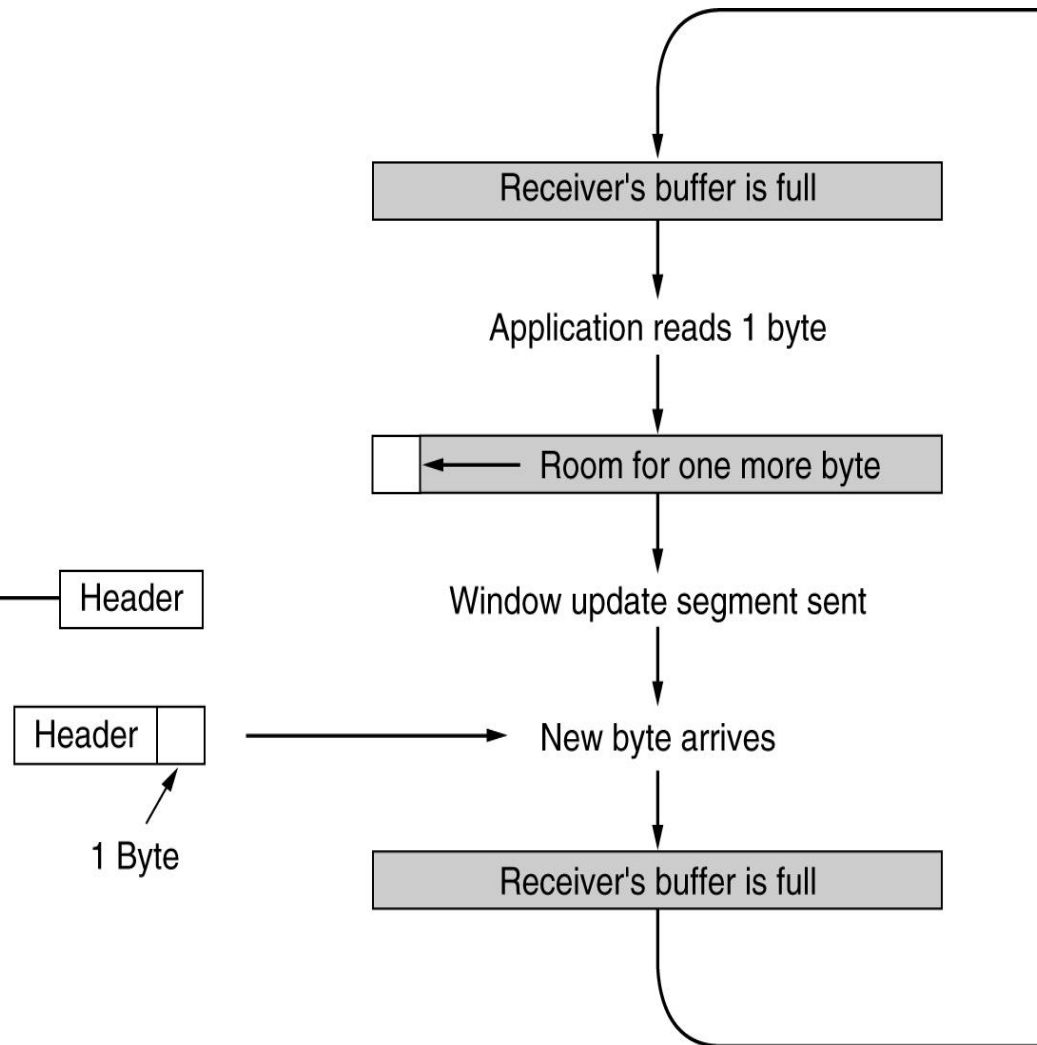 Receiver's buffer is full
Application reads 1 byte
Room for one more byte
Header
Window update segment sent
Header
New byte arrives
1 Byte
Receiver's buffer is full